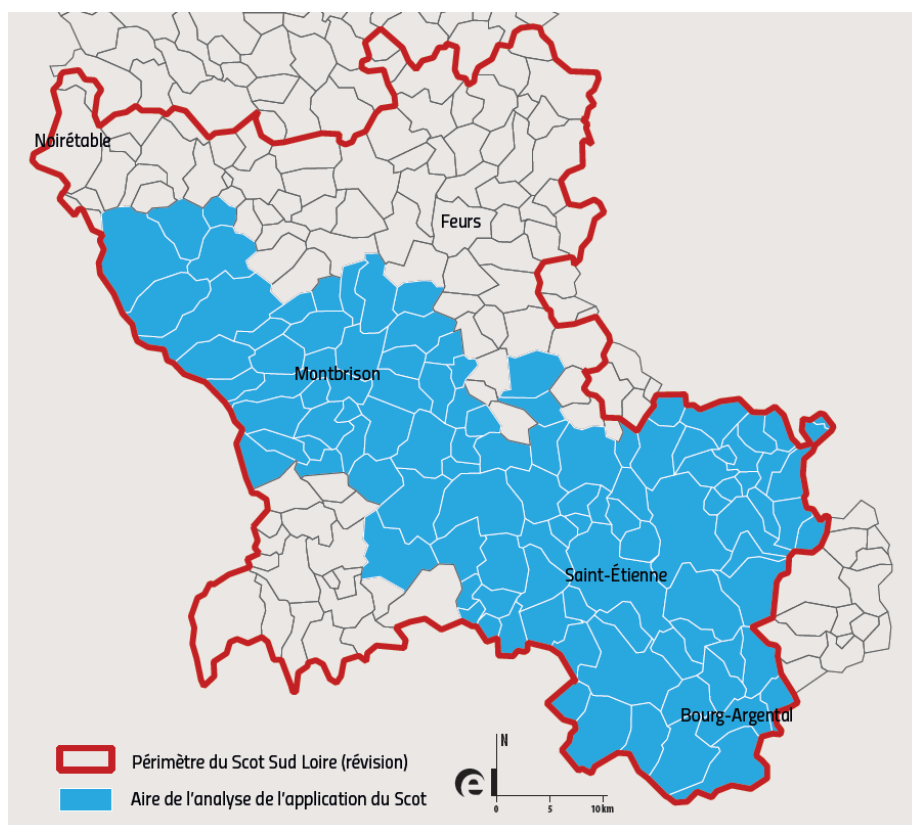 Noirétable
Feurs
Montbrison
Saint-Étienne
Bourg-Argental
Périmètre du Scot Sud Loire (révision)
Aire de l'analyse de l'application du Scot
e
N
0 5 10 km